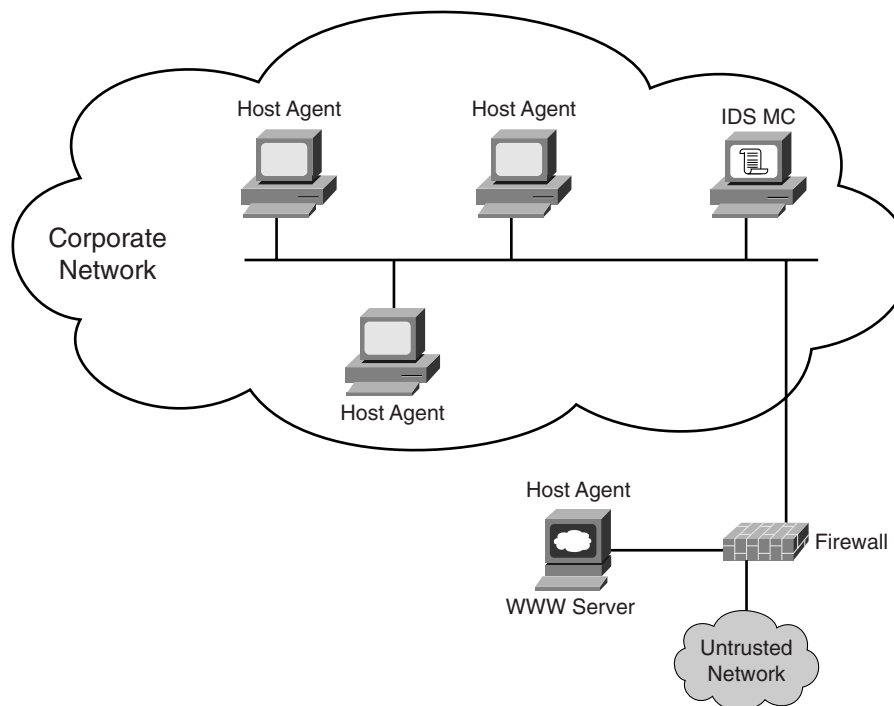 Host Agent
Host Agent
IDS MC
Corporate
Network
Host Agent
Host Agent
Firewall
WWW Server
Untrusted
Network